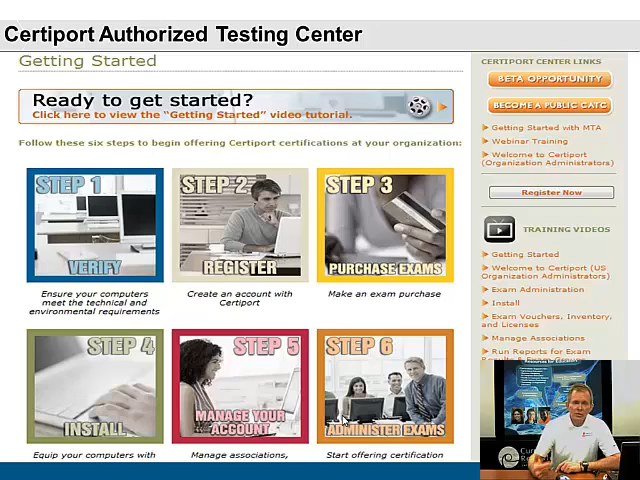 Certiport Authorized Testing Center
Getting Started
Ready to get started?
Click here to view the “Getting Started” video tutorial.
Follow these six steps to begin offering Certiport certifications at your organization:
STEP 1
VERIFY
Ensure your computers
meet the technical and
environmental requirements
STEP 2
REGISTER
Create an account with
Certiport
STEP 3
PURCHASE EXAMS
Make an exam purchase
STEP 4
INSTALL
Equip your computers with
STEP 5
MANAGE YOUR
ACCOUNT
Manage associations,
STEP 6
ADMINISTER EXAMS
Start offering certification
CERTIPORT CENTER LINKS
BETA OPPORTUNITY
BECOME A PUBLIC CATC
Getting Started with MTA
Webinar Training
Welcome to Certiport
(Organization Administrators)
Register Now
TRAINING VIDEOS
Getting Started
Welcome to Certiport (US
Organization Administrators)
Exam Administration
Install
Exam Vouchers, Inventory,
and Licenses
Manage Associations
Run Reports for Exam